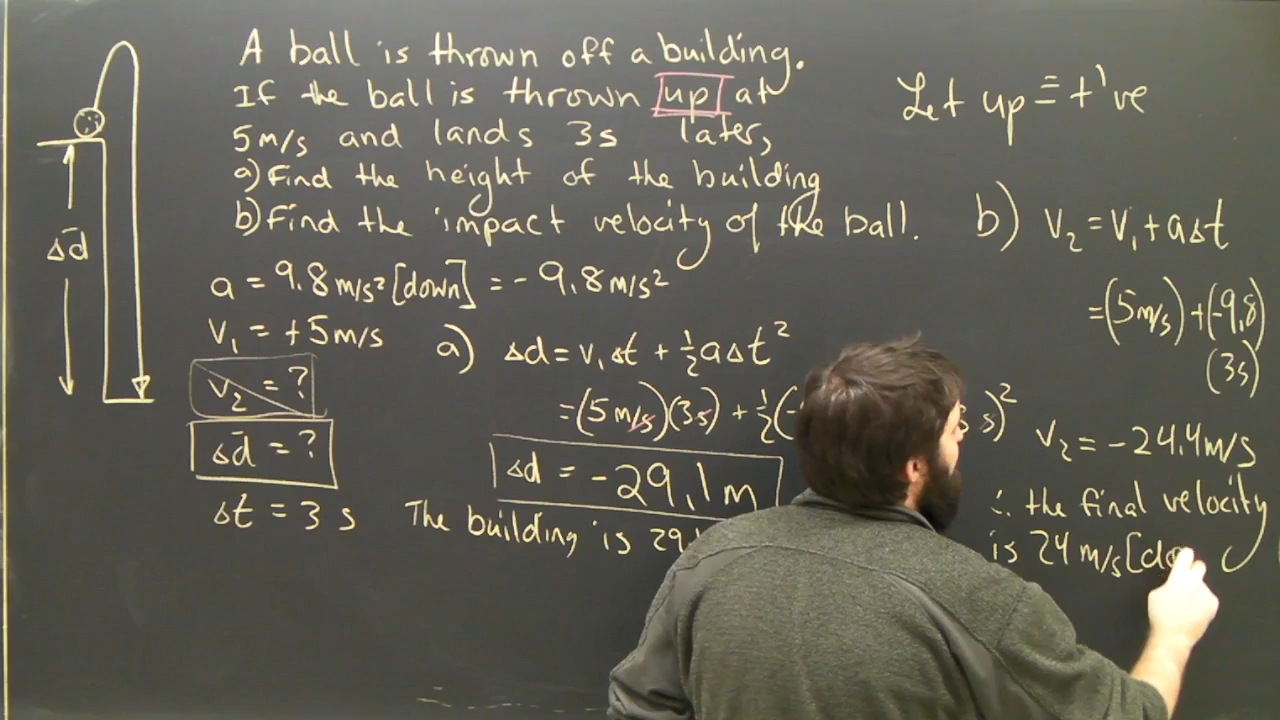 A ball is thrown off a building.
If the ball is thrown up at
5m/s and lands 3s later,
a) Find the height of the building
b) Find the impact velocity of the ball.
Δd
a = 9.8 m/s² [down] = -9.8 m/s²
V₁ = +5m/s
V₂ = ?
Δd = ?
Δt = 3 s
a) Δd = V₁Δt + ½aΔt²
= (5m/s)(3s) + ½(- s)²
Δd = -29.1m
The building is 29.
Let up ≡ +'ve
b) V₂ = V₁ + aΔt
= (5m/s) + (-9.8)
(3s)
V₂ = -24.4m/s
∴ the final velocity
is 24 m/s [do